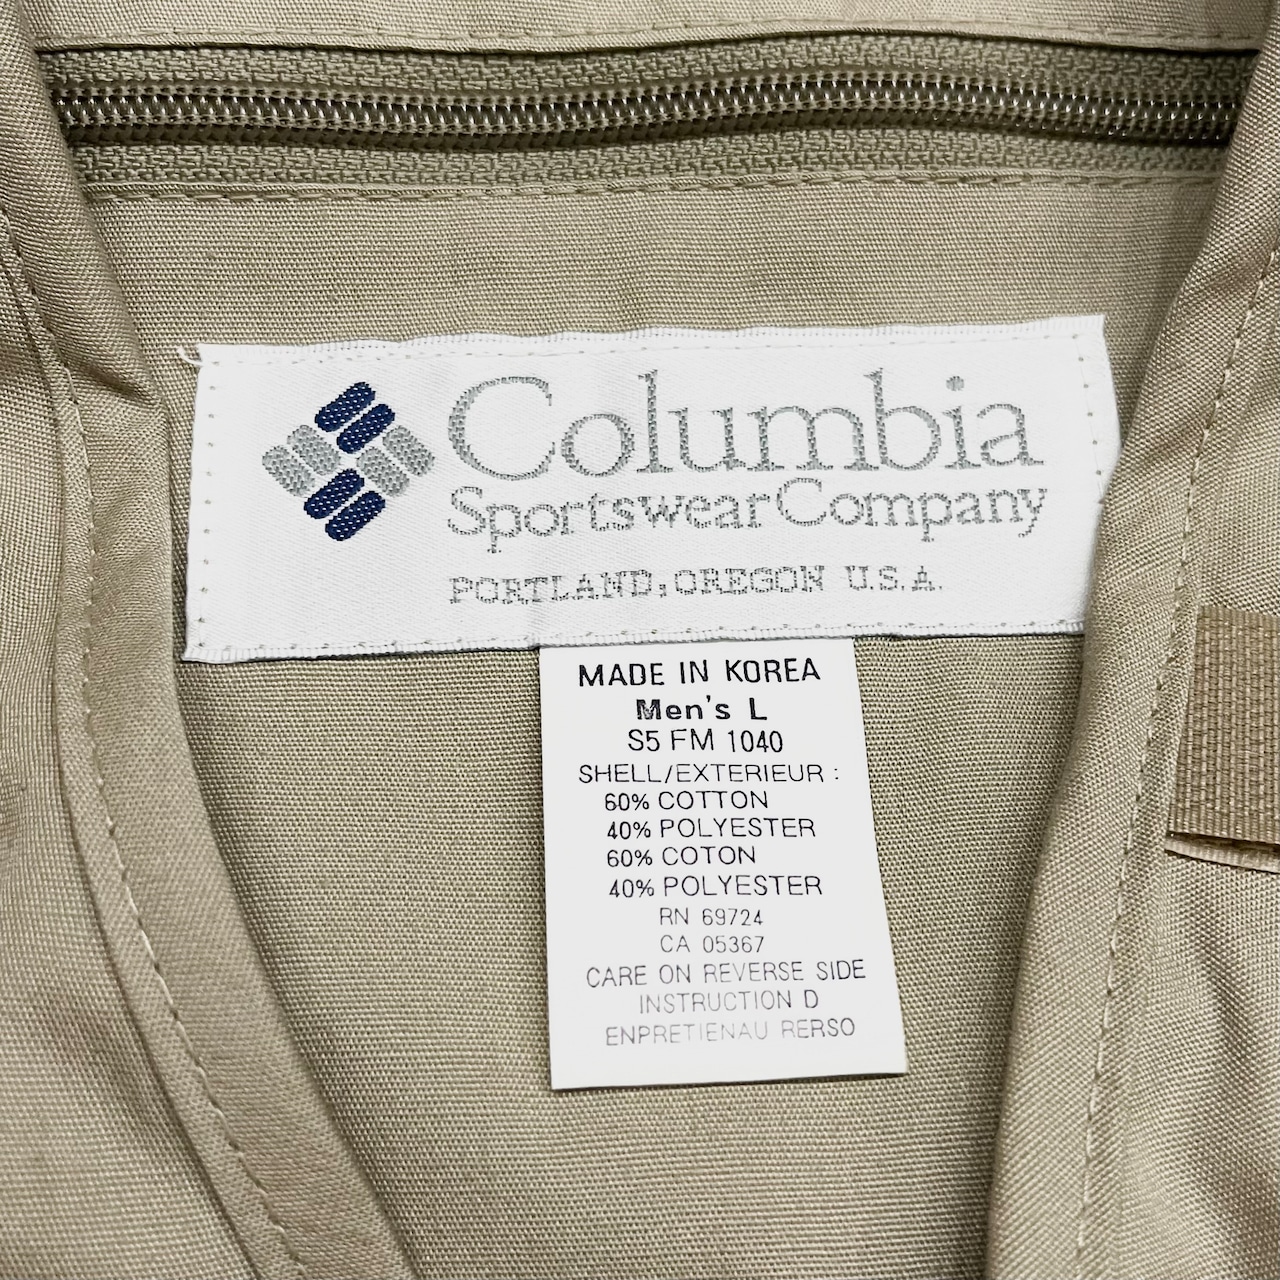 Columbia
Sportswear Company
PORTLAND, OREGON U.S.A.
MADE IN KOREA
Men's L
S5 FM 1040
SHELL/EXTERIEUR :
60% COTTON
40% POLYESTER
60% COTON
40% POLYESTER
RN 69724
CA 05367
CARE ON REVERSE SIDE
INSTRUCTION D
ENPRETIENAU RERSO